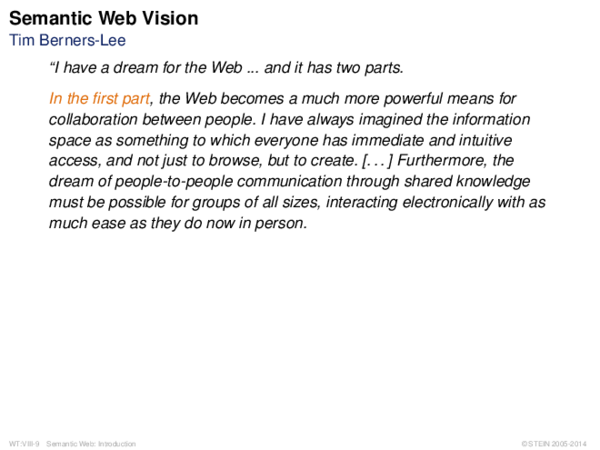 Semantic Web Vision
Tim Berners-Lee
“I have a dream for the Web ... and it has two parts.
In the first part, the Web becomes a much more powerful means for
collaboration between people. I have always imagined the information
space as something to which everyone has immediate and intuitive
access, and not just to browse, but to create. [. . . ] Furthermore, the
dream of people-to-people communication through shared knowledge
must be possible for groups of all sizes, interacting electronically with as
much ease as they do now in person.
WT:VIII-9 Semantic Web: Introduction
© STEIN 2005-2014